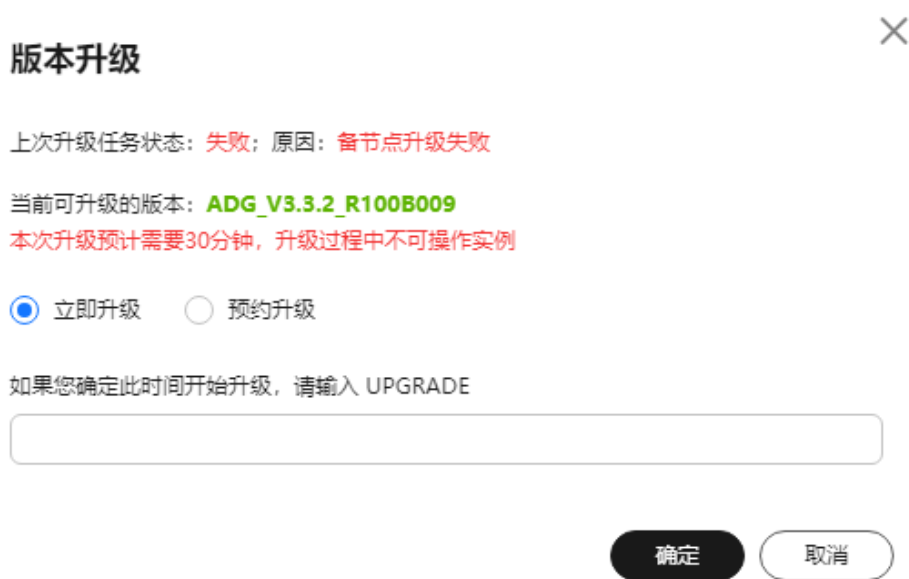 版本升级
上次升级任务状态：失败；原因：备节点升级失败
当前可升级的版本：ADG_V3.3.2_R100B009
本次升级预计需要30分钟，升级过程中不可操作实例
立即升级 预约升级
如果您确定此时间开始升级，请输入 UPGRADE
确定 取消